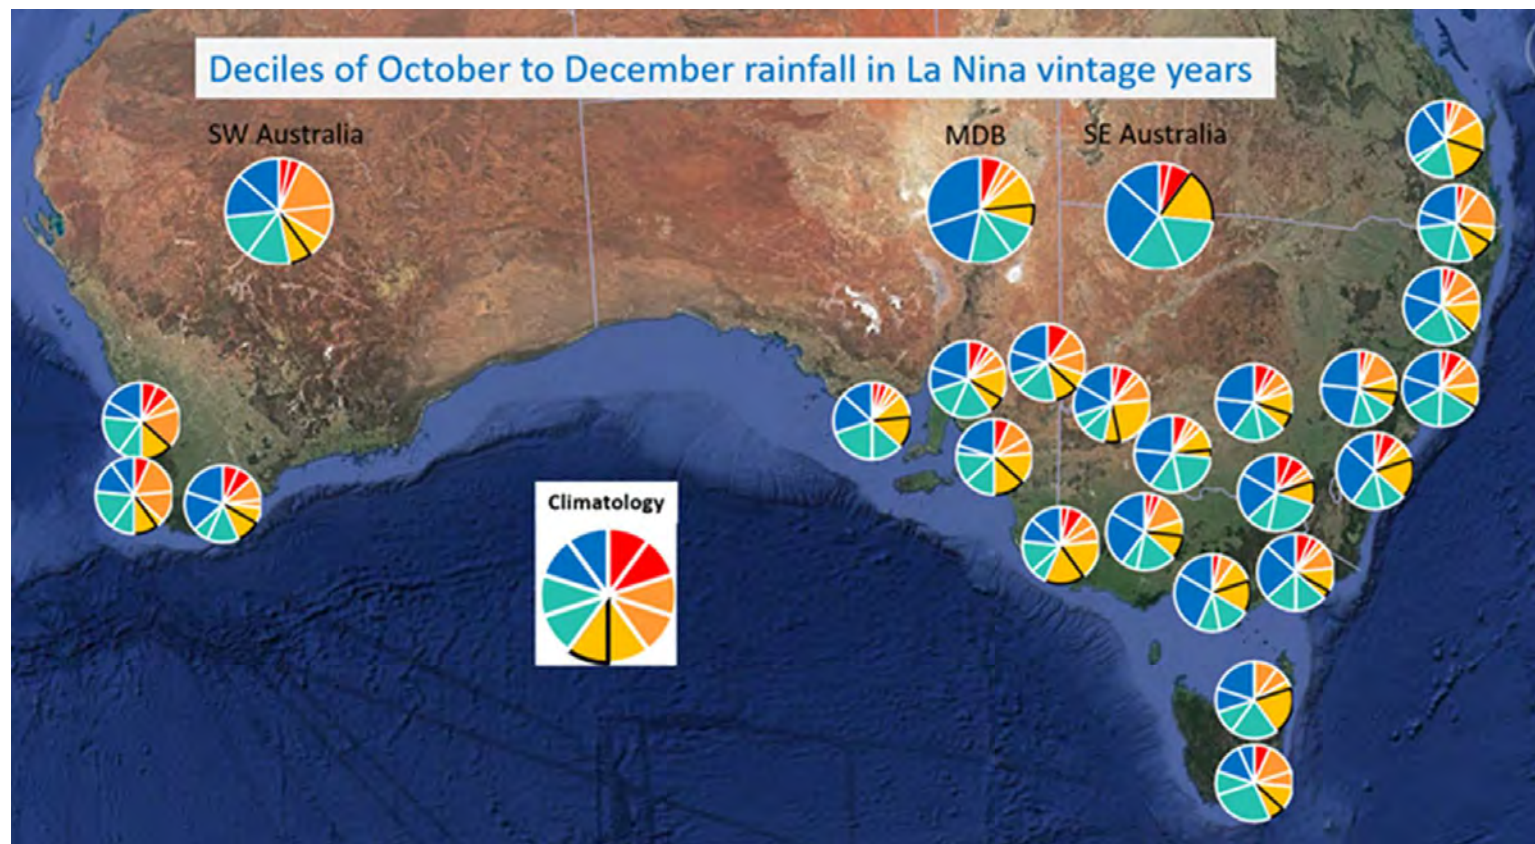 Deciles of October to December rainfall in La Nina vintage years
SW Australia
MDB
SE Australia
Climatology